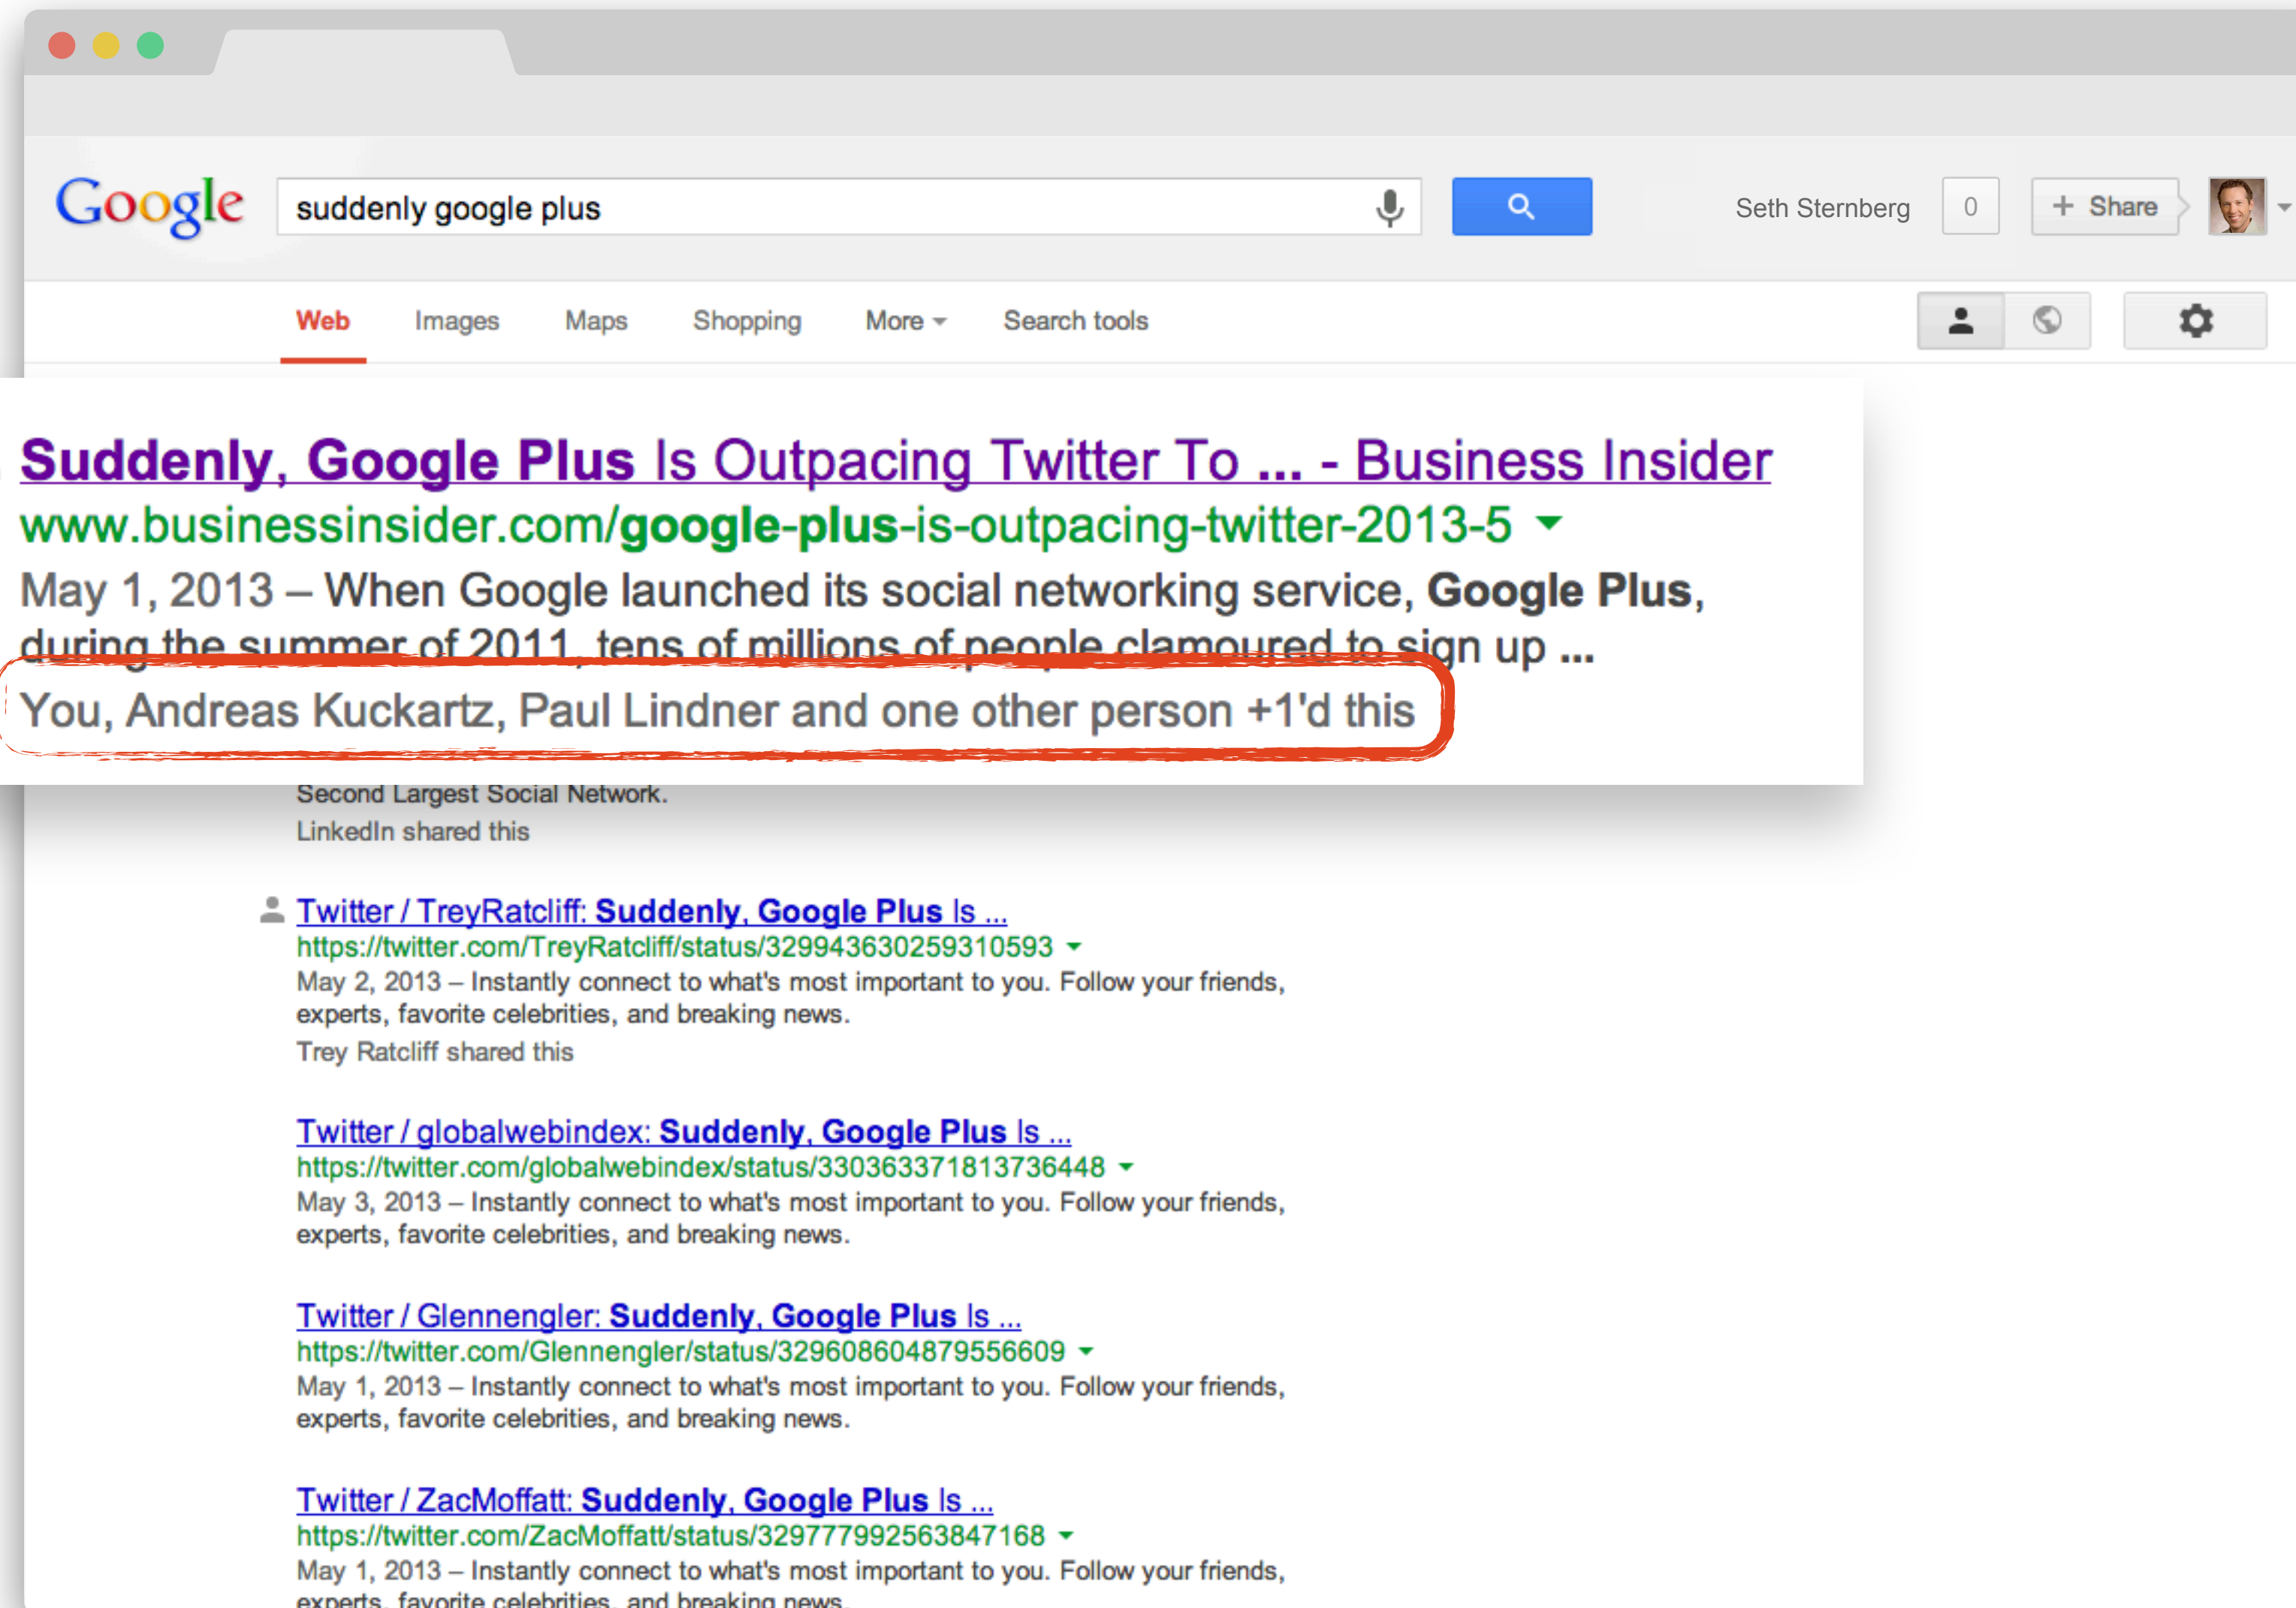 Google
suddenly google plus
Seth Sternberg
0
+ Share
Web Images Maps Shopping More Search tools
Suddenly, Google Plus Is Outpacing Twitter To ... - Business Insider
www.businessinsider.com/google-plus-is-outpacing-twitter-2013-5
May 1, 2013 – When Google launched its social networking service, Google Plus,
during the summer of 2011, tens of millions of people clamoured to sign up ...
You, Andreas Kuckartz, Paul Lindner and one other person +1'd this
Second Largest Social Network.
LinkedIn shared this
Twitter / TreyRatcliff: Suddenly, Google Plus Is ...
https://twitter.com/TreyRatcliff/status/329943630259310593
May 2, 2013 – Instantly connect to what's most important to you. Follow your friends,
experts, favorite celebrities, and breaking news.
Trey Ratcliff shared this
Twitter / globalwebindex: Suddenly, Google Plus Is ...
https://twitter.com/globalwebindex/status/330363371813736448
May 3, 2013 – Instantly connect to what's most important to you. Follow your friends,
experts, favorite celebrities, and breaking news.
Twitter / Glennengler: Suddenly, Google Plus Is ...
https://twitter.com/Glennengler/status/329608604879556609
May 1, 2013 – Instantly connect to what's most important to you. Follow your friends,
experts, favorite celebrities, and breaking news.
Twitter / ZacMoffatt: Suddenly, Google Plus Is ...
https://twitter.com/ZacMoffatt/status/329777992563847168
May 1, 2013 – Instantly connect to what's most important to you. Follow your friends,
experts, favorite celebrities, and breaking news.